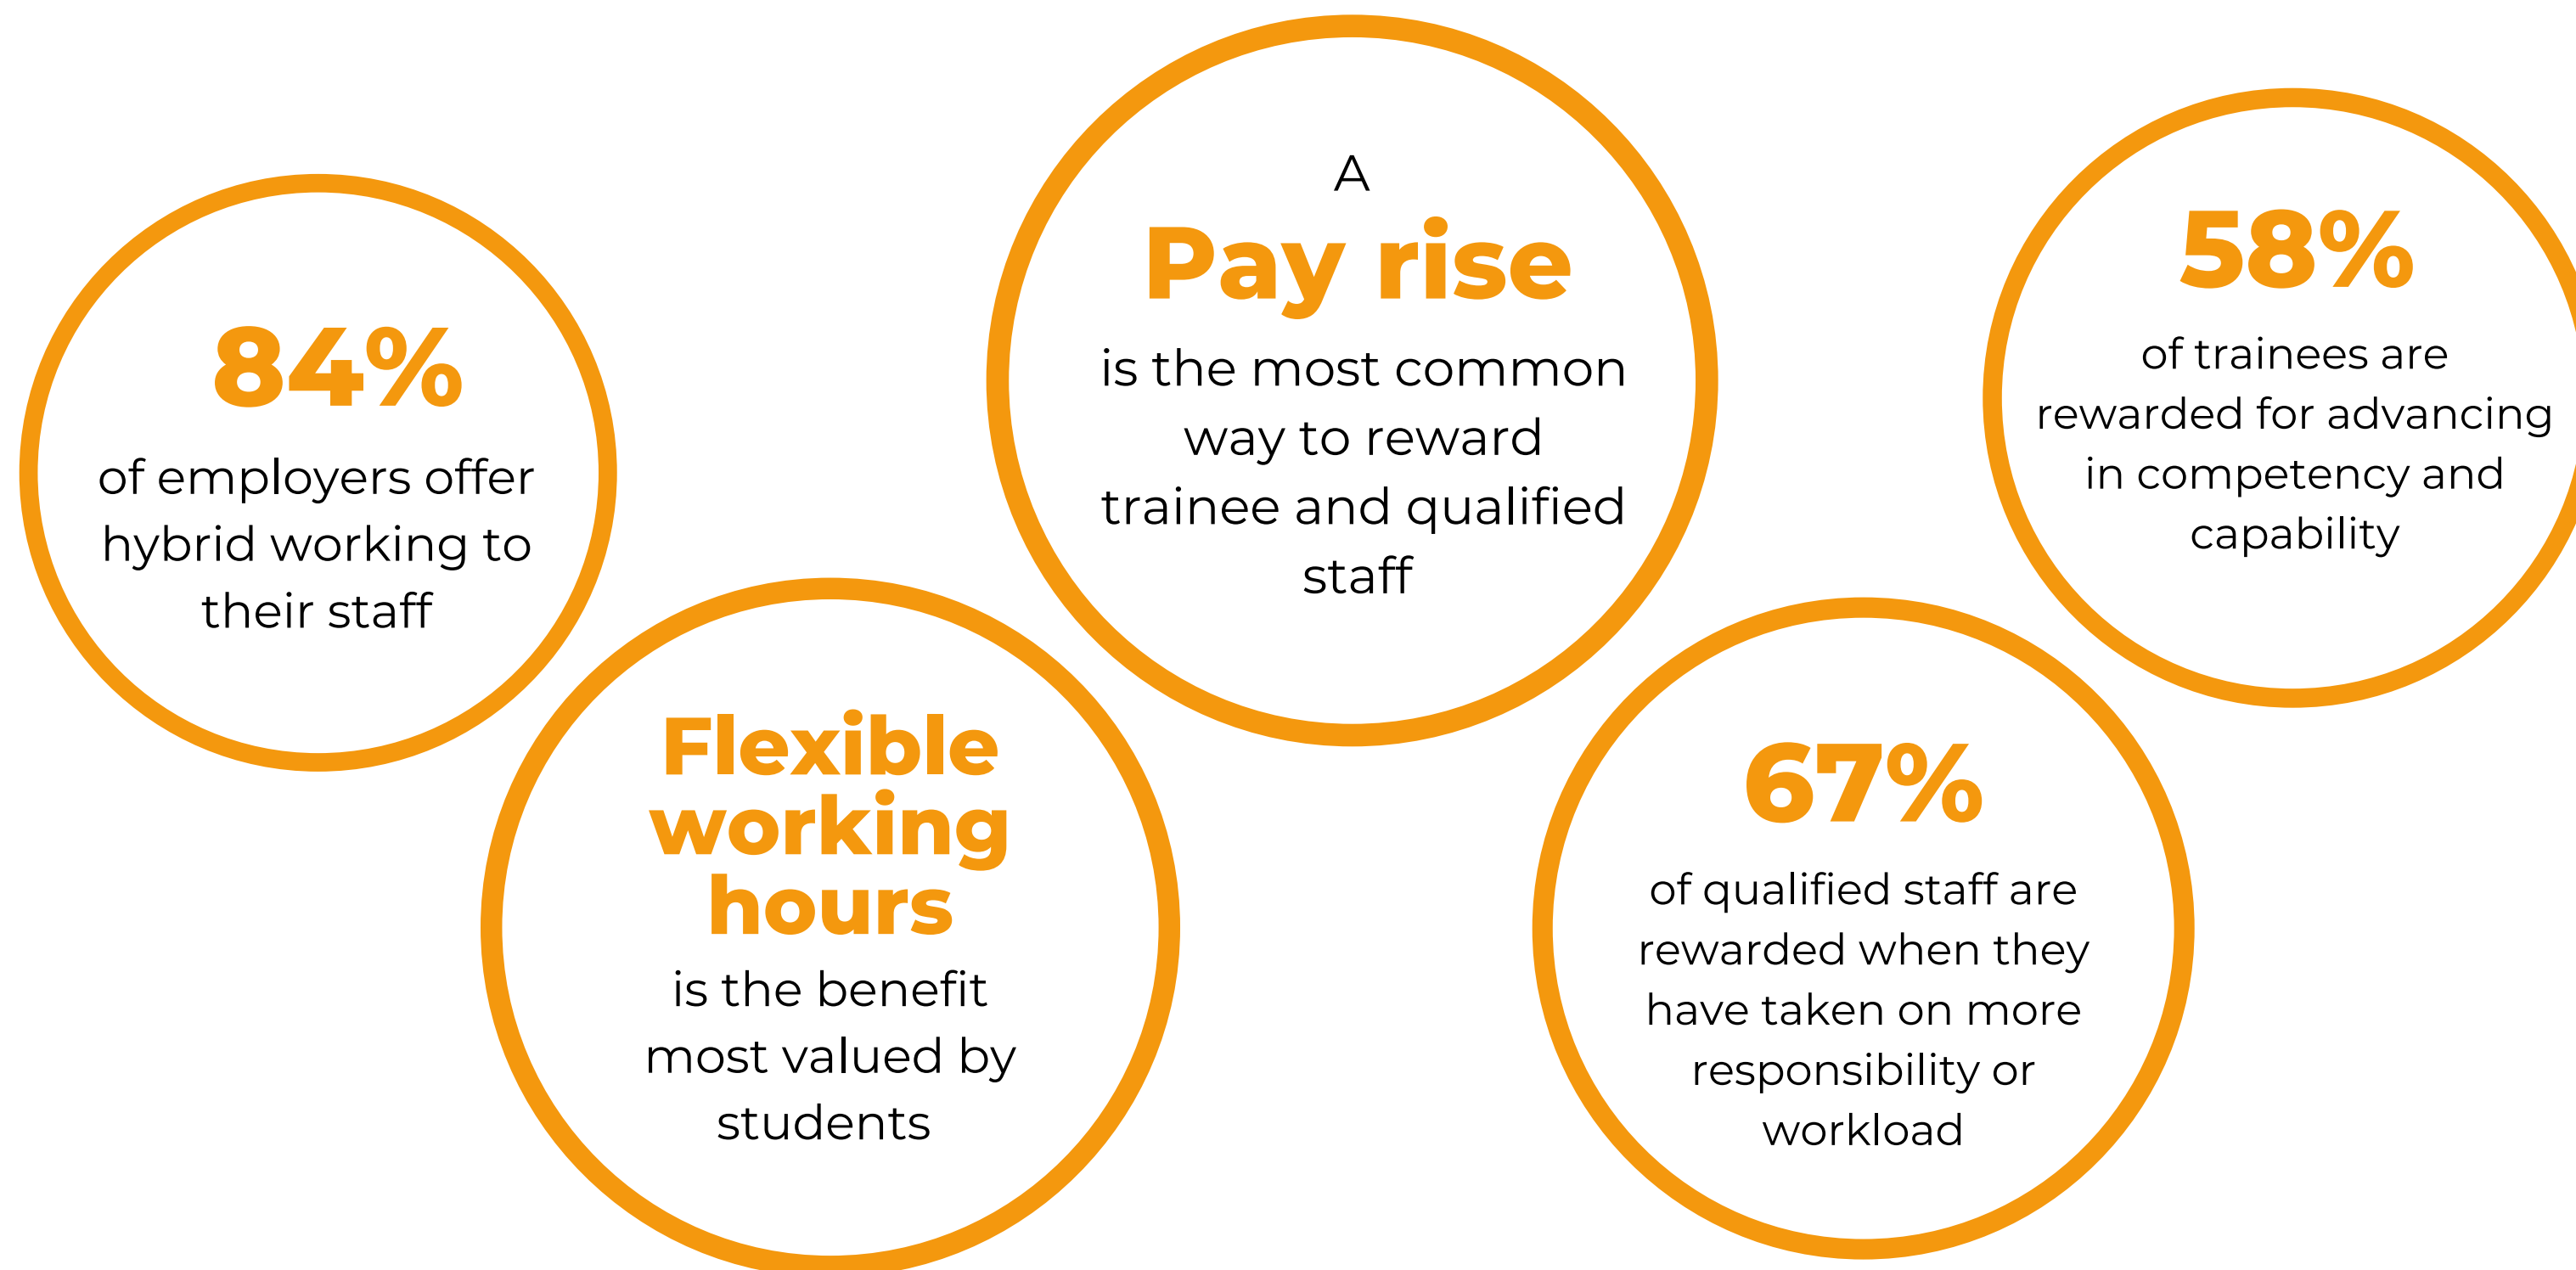 84%
of employers offer
hybrid working to
their staff
Flexible
working
hours
is the benefit
most valued by
students
A
Pay rise
is the most common
way to reward
trainee and qualified
staff
67%
of qualified staff are
rewarded when they
have taken on more
responsibility or
workload
58%
of trainees are
rewarded for advancing
in competency and
capability